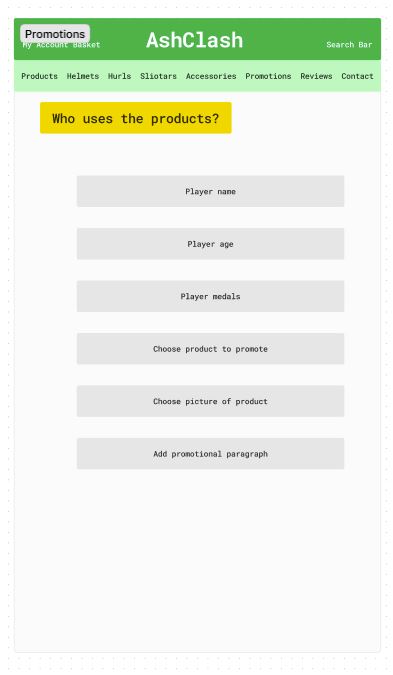 Promotions
My Account Basket
AshClash
Search Bar
Products Helmets Hurls Sliotars Accessories Promotions Reviews Contact
Who uses the products?
Player name
Player age
Player medals
Choose product to promote
Choose picture of product
Add promotional paragraph